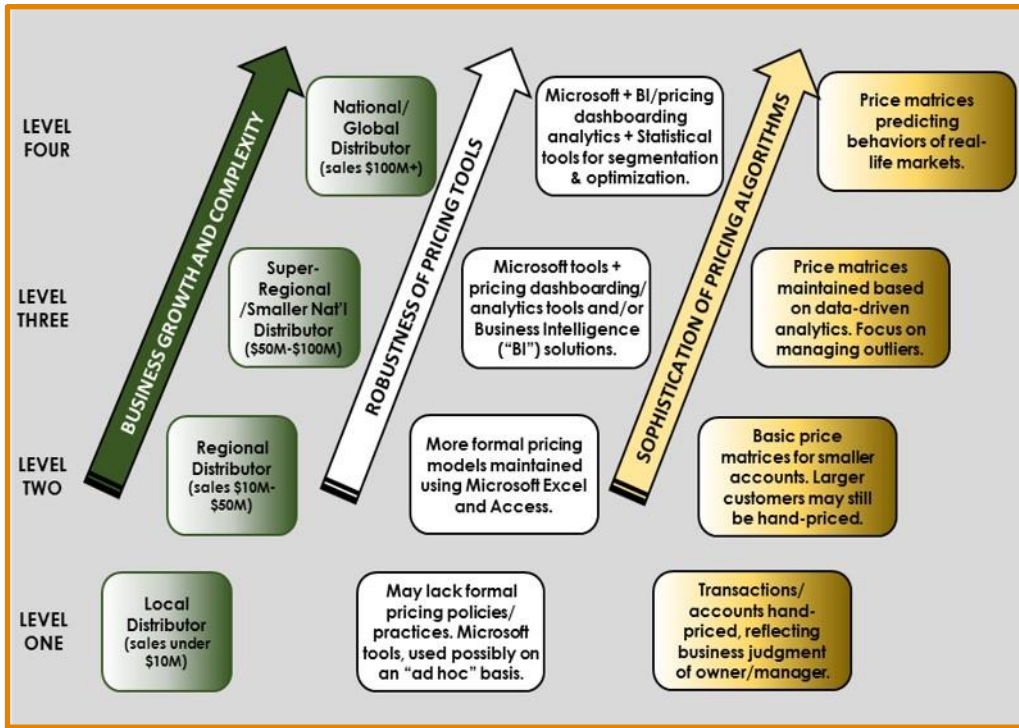 LEVEL
FOUR
BUSINESS GROWTH AND COMPLEXITY
National/
Global
Distributor
(sales $100M+)
ROBUSTNESS OF PRICING TOOLS
Microsoft + BI/pricing
dashboarding
analytics + Statistical
tools for segmentation
& optimization.
SOPHISTICATION OF PRICING ALGORITHMS
Price matrices
predicting
behaviors of real-
life markets.
LEVEL
THREE
Super-
Regional
/Smaller Nat'l
Distributor
($50M-$100M)
Microsoft tools +
pricing dashboarding/
analytics tools and/or
Business Intelligence
(“BI”) solutions.
Price matrices
maintained based
on data-driven
analytics. Focus on
managing outliers.
LEVEL
TWO
Regional
Distributor
(sales $10M-
$50M)
More formal pricing
models maintained
using Microsoft Excel
and Access.
Basic price
matrices for smaller
accounts. Larger
customers may still
be hand-priced.
LEVEL
ONE
Local
Distributor
(sales under
$10M)
May lack formal
pricing policies/
practices. Microsoft
tools, used possibly on
an “ad hoc” basis.
Transactions/
accounts hand-
priced, reflecting
business judgment
of owner/manager.